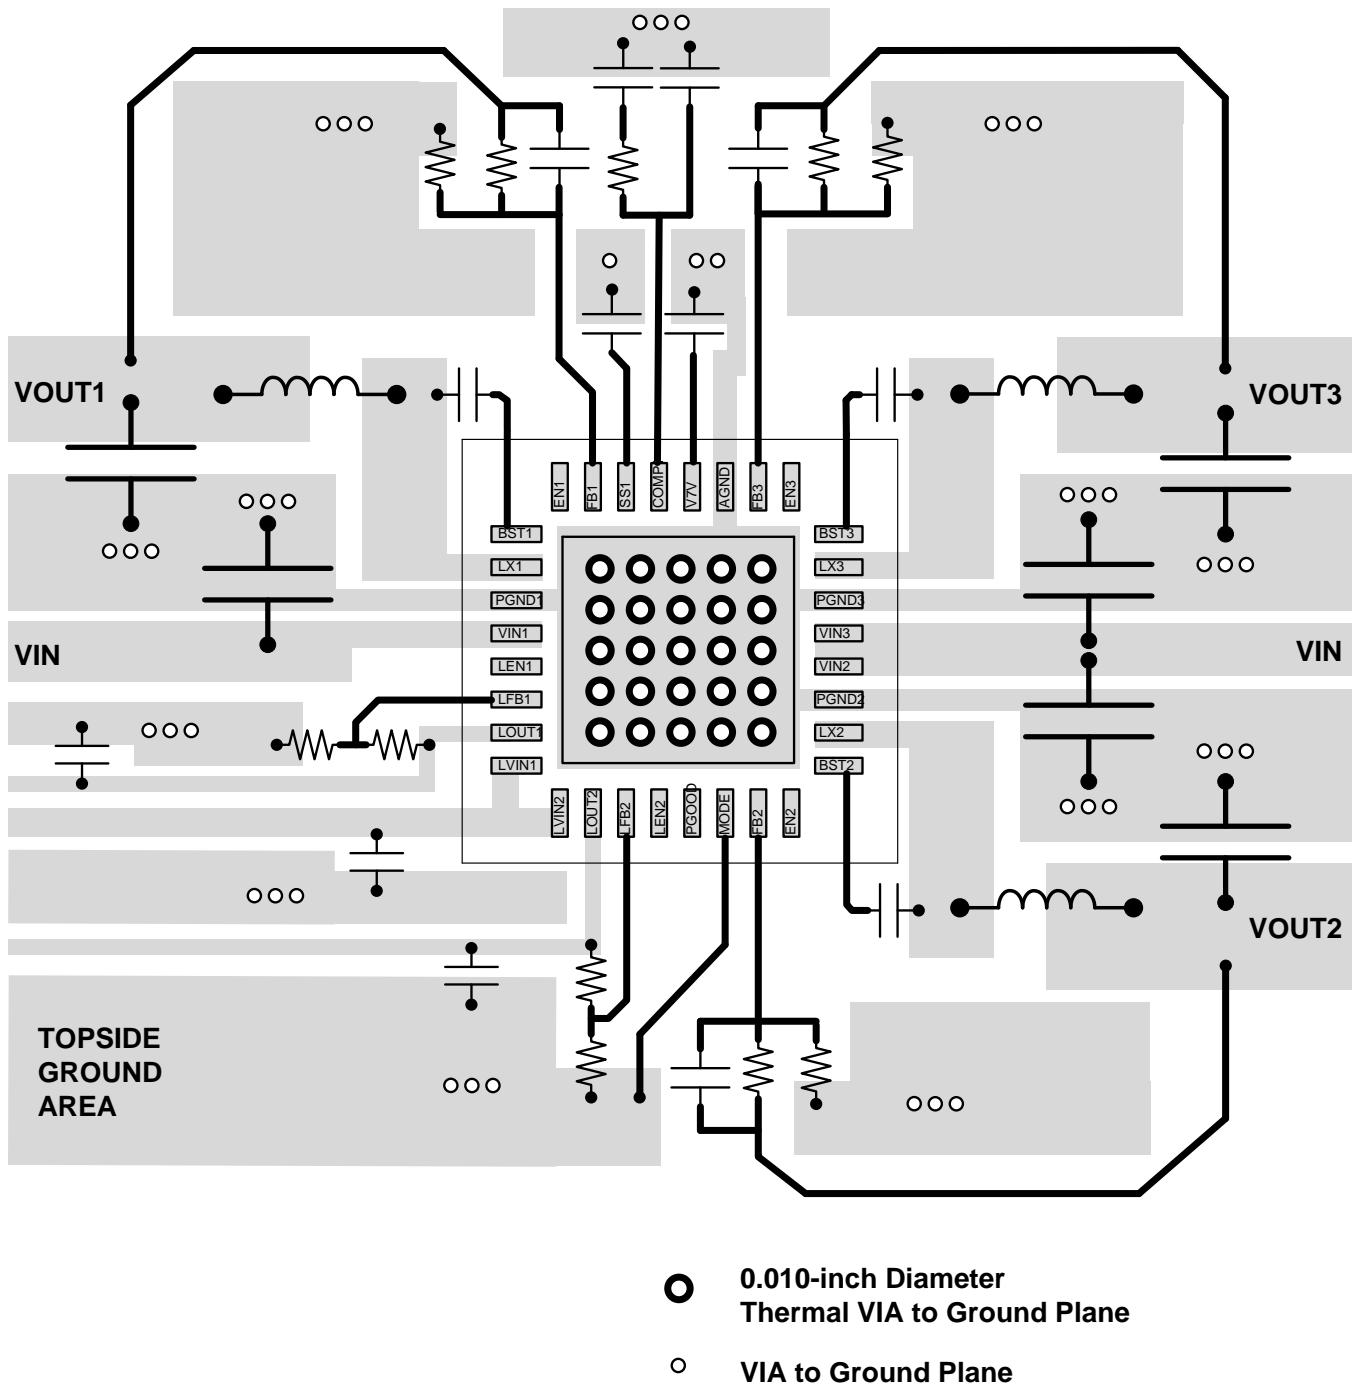 VOUT1
VOUT3
EN1
FB1
SS1
COMP
V7V
AGND
FB3
EN3
BST1
BST3
LX1
LX3
PGND1
PGND3
VIN1
VIN3
VIN
VIN
LEN1
VIN2
LFB1
PGND2
LOUT1
LX2
LVIN1
BST2
LVIN2
LOUT2
LFB2
LEN2
PGOOD
MODE
FB2
EN2
VOUT2
TOPSIDE
GROUND
AREA
0.010-inch Diameter
Thermal VIA to Ground Plane
VIA to Ground Plane